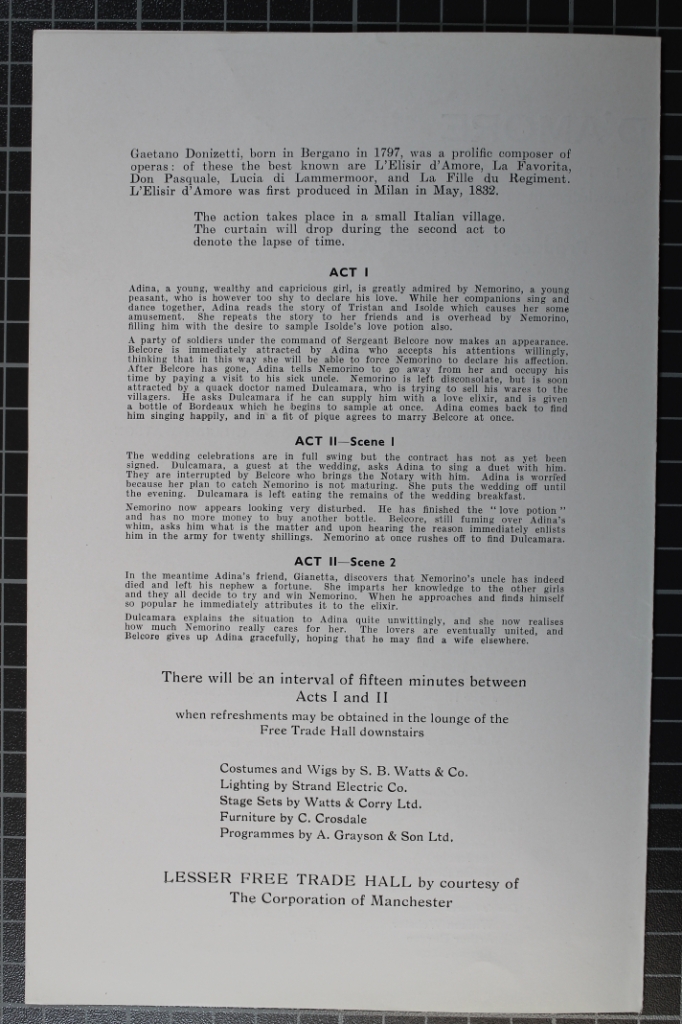 Gaetano Donizetti, born in Bergano in 1797, was a prolific composer of
operas: of these the best known are L'Elisir d'Amore, La Favorita,
Don Pasquale, Lucia di Lammermoor, and La Fille du Regiment.
L'Elisir d'Amore was first produced in Milan in May, 1832.
The action takes place in a small Italian village.
The curtain will drop during the second act to
denote the lapse of time.
ACT I
Adina, a young, wealthy and capricious girl, is greatly admired by Nemorino, a young
peasant, who is however too shy to declare his love. While her companions sing and
dance together, Adina reads the story of Tristan and Isolde which causes her some
amusement. She repeats the story to her friends and is overhead by Nemorino,
filling him with the desire to sample Isolde's love potion also.
A party of soldiers under the command of Sergeant Belcore now makes an appearance.
Belcore is immediately attracted by Adina who accepts his attentions willingly,
thinking that in this way she will be able to force Nemorino to declare his affection.
After Belcore has gone, Adina tells Nemorino to go away from her and occupy his
time by paying a visit to his sick uncle. Nemorino is left disconsolate, but is soon
attracted by a quack doctor named Dulcamara, who is trying to sell his wares to the
villagers. He asks Dulcamara if he can supply him with a love elixir, and is given
a bottle of Bordeaux which he begins to sample at once. Adina comes back to find
him singing happily, and in a fit of pique agrees to marry Belcore at once.
ACT II—Scene I
The wedding celebrations are in full swing but the contract has not as yet been
signed. Dulcamara, a guest at the wedding, asks Adina to sing a duet with him.
They are interrupted by Belcore who brings the Notary with him. Adina is worried
because her plan to catch Nemorino is not maturing. She puts the wedding off until
the evening. Dulcamara is left eating the remains of the wedding breakfast.
Nemorino now appears looking very disturbed. He has finished the "love potion"
and has no more money to buy another bottle. Belcore, still fuming over Adina's
whim, asks him what is the matter and upon hearing the reason immediately enlists
him in the army for twenty shillings. Nemorino at once rushes off to find Dulcamara.
ACT II—Scene 2
In the meantime Adina's friend, Gianetta, discovers that Nemorino's uncle has indeed
died and left his nephew a fortune. She imparts her knowledge to the other girls
and they all decide to try and win Nemorino. When he approaches and finds himself
so popular he immediately attributes it to the elixir.
Dulcamara explains the situation to Adina quite unwittingly, and she now realises
how much Nemorino really cares for her. The lovers are eventually united, and
Belcore gives up Adina gracefully, hoping that he may find a wife elsewhere.
There will be an interval of fifteen minutes between
Acts I and II
when refreshments may be obtained in the lounge of the
Free Trade Hall downstairs
Costumes and Wigs by S. B. Watts & Co.
Lighting by Strand Electric Co.
Stage Sets by Watts & Corry Ltd.
Furniture by C. Crosdale
Programmes by A. Grayson & Son Ltd.
LESSER FREE TRADE HALL by courtesy of
The Corporation of Manchester